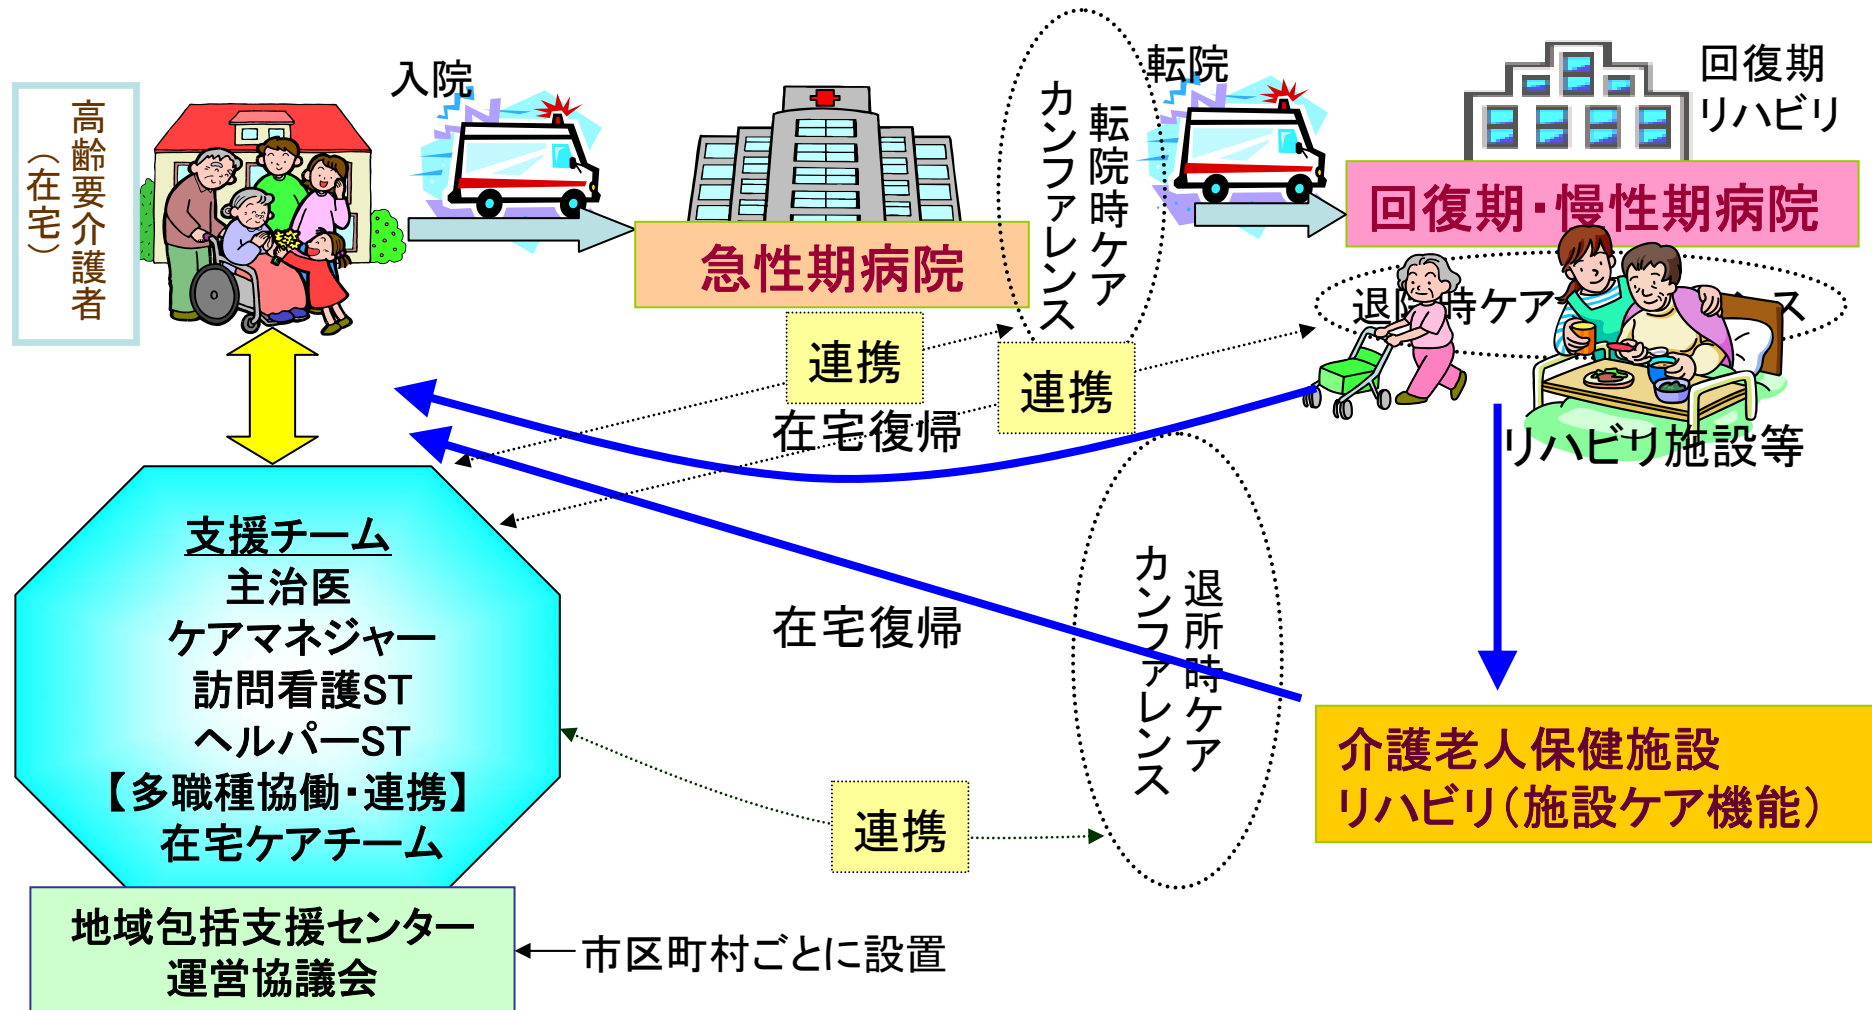 高齢要介護者
（在宅）
入院
急性期病院
転院時ケア
カンファレンス
転院
回復期
リハビリ
回復期・慢性期病院
退院時ケア
ス
リハビリ施設等
連携
連携
在宅復帰
在宅復帰
退所時ケア
カンファレンス
介護老人保健施設
リハビリ（施設ケア機能）
連携
支援チーム
主治医
ケアマネジャー
訪問看護ST
ヘルパーST
【多職種協働・連携】
在宅ケアチーム
地域包括支援センター
運営協議会
市区町村ごとに設置